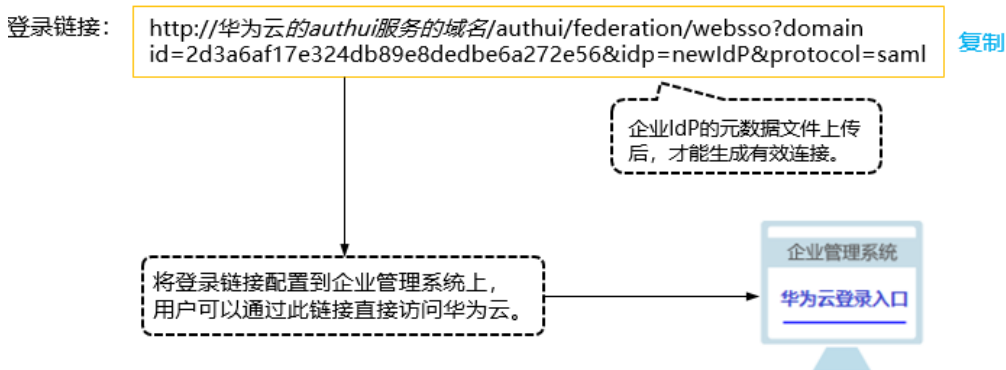 登录链接：
http://华为云的authui服务的域名/authui/federation/websso?domain
id=2d3a6af17e324db89e8dedbe6a272e56&idp=newIdP&protocol=saml
复制
企业IdP的元数据文件上传
后，才能生成有效连接。
将登录链接配置到企业管理系统上，
用户可以通过此链接直接访问华为云。
企业管理系统
华为云登录入口